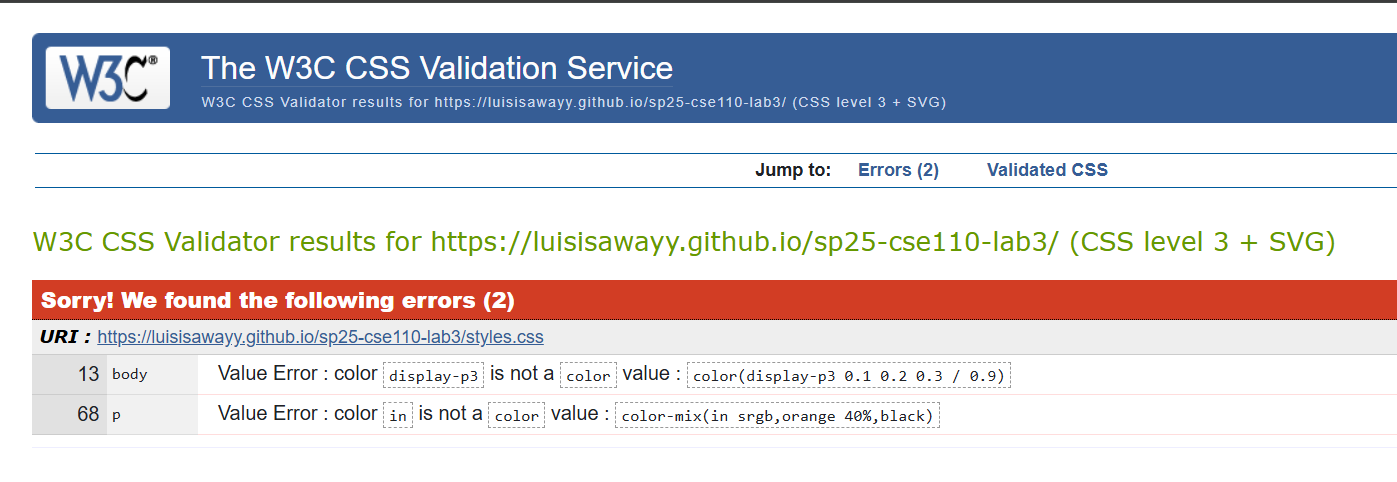 W3C®
The W3C CSS Validation Service
W3C CSS Validator results for https://luisisawayy.github.io/sp25-cse110-lab3/ (CSS level 3 + SVG)
Jump to: Errors (2) Validated CSS
W3C CSS Validator results for https://luisisawayy.github.io/sp25-cse110-lab3/ (CSS level 3 + SVG)
Sorry! We found the following errors (2)
URI : https://luisisawayy.github.io/sp25-cse110-lab3/styles.css
13 body Value Error : color display-p3 is not a color value : color(display-p3 0.1 0.2 0.3 / 0.9)
68 p Value Error : color in is not a color value : color-mix(in srgb,orange 40%,black)